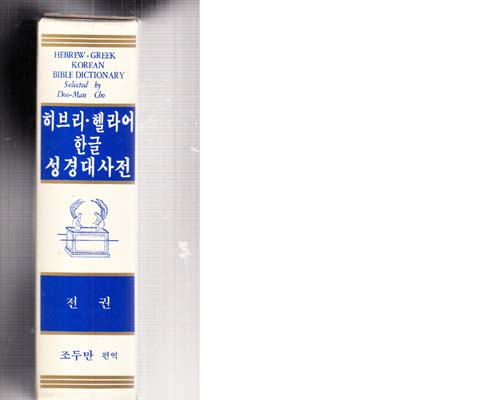 HEBREW · GREEK
KOREAN
BIBLE DICTIONARY
Selected by
Doo-Man Cho
히브리·헬라어
한글
성경대사전
전 권
조두만 편역